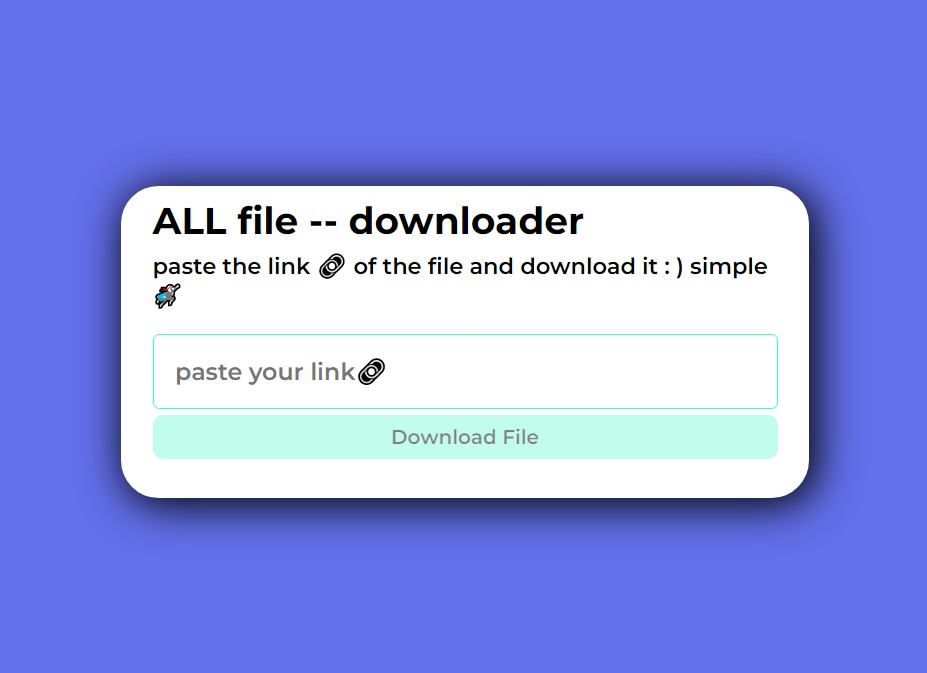 ALL file -- downloader
paste the link 🔗 of the file and download it : ) simple
🦸
paste your link🔗
Download File